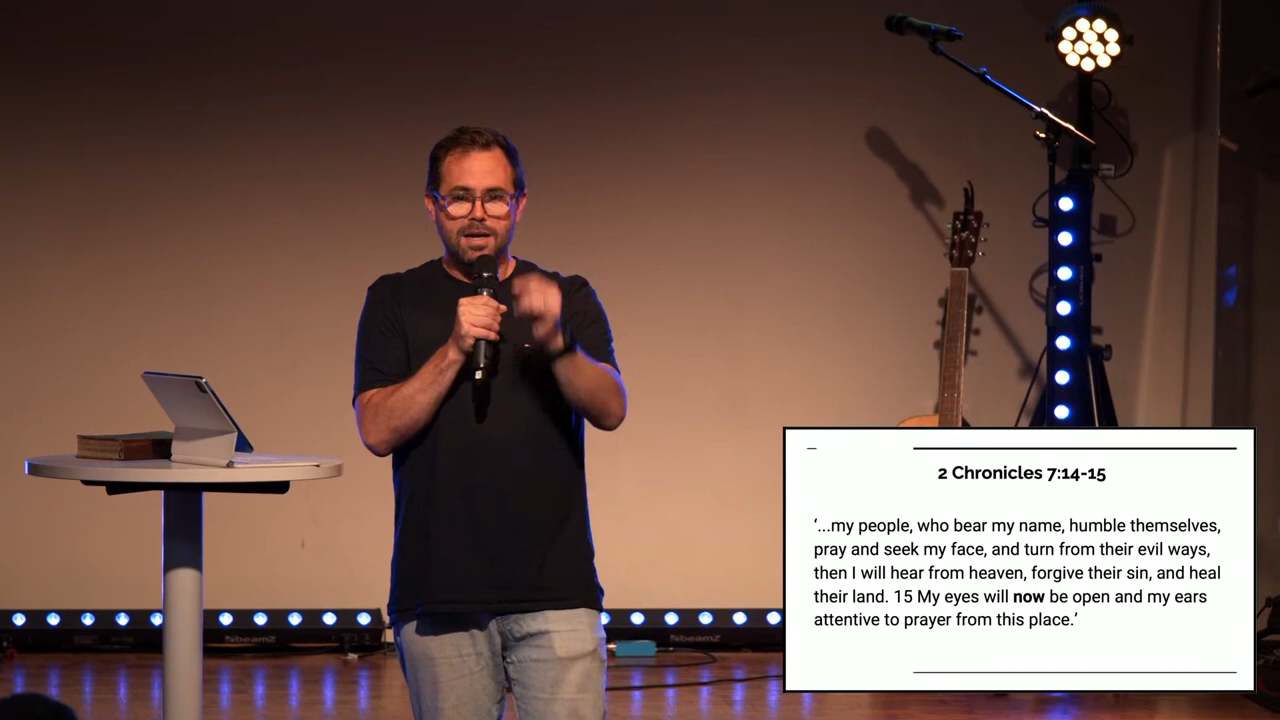 2 Chronicles 7:14-15
‘...my people, who bear my name, humble themselves,
pray and seek my face, and turn from their evil ways,
then I will hear from heaven, forgive their sin, and heal
their land. 15 My eyes will now be open and my ears
attentive to prayer from this place.’
beamZ
beamZ